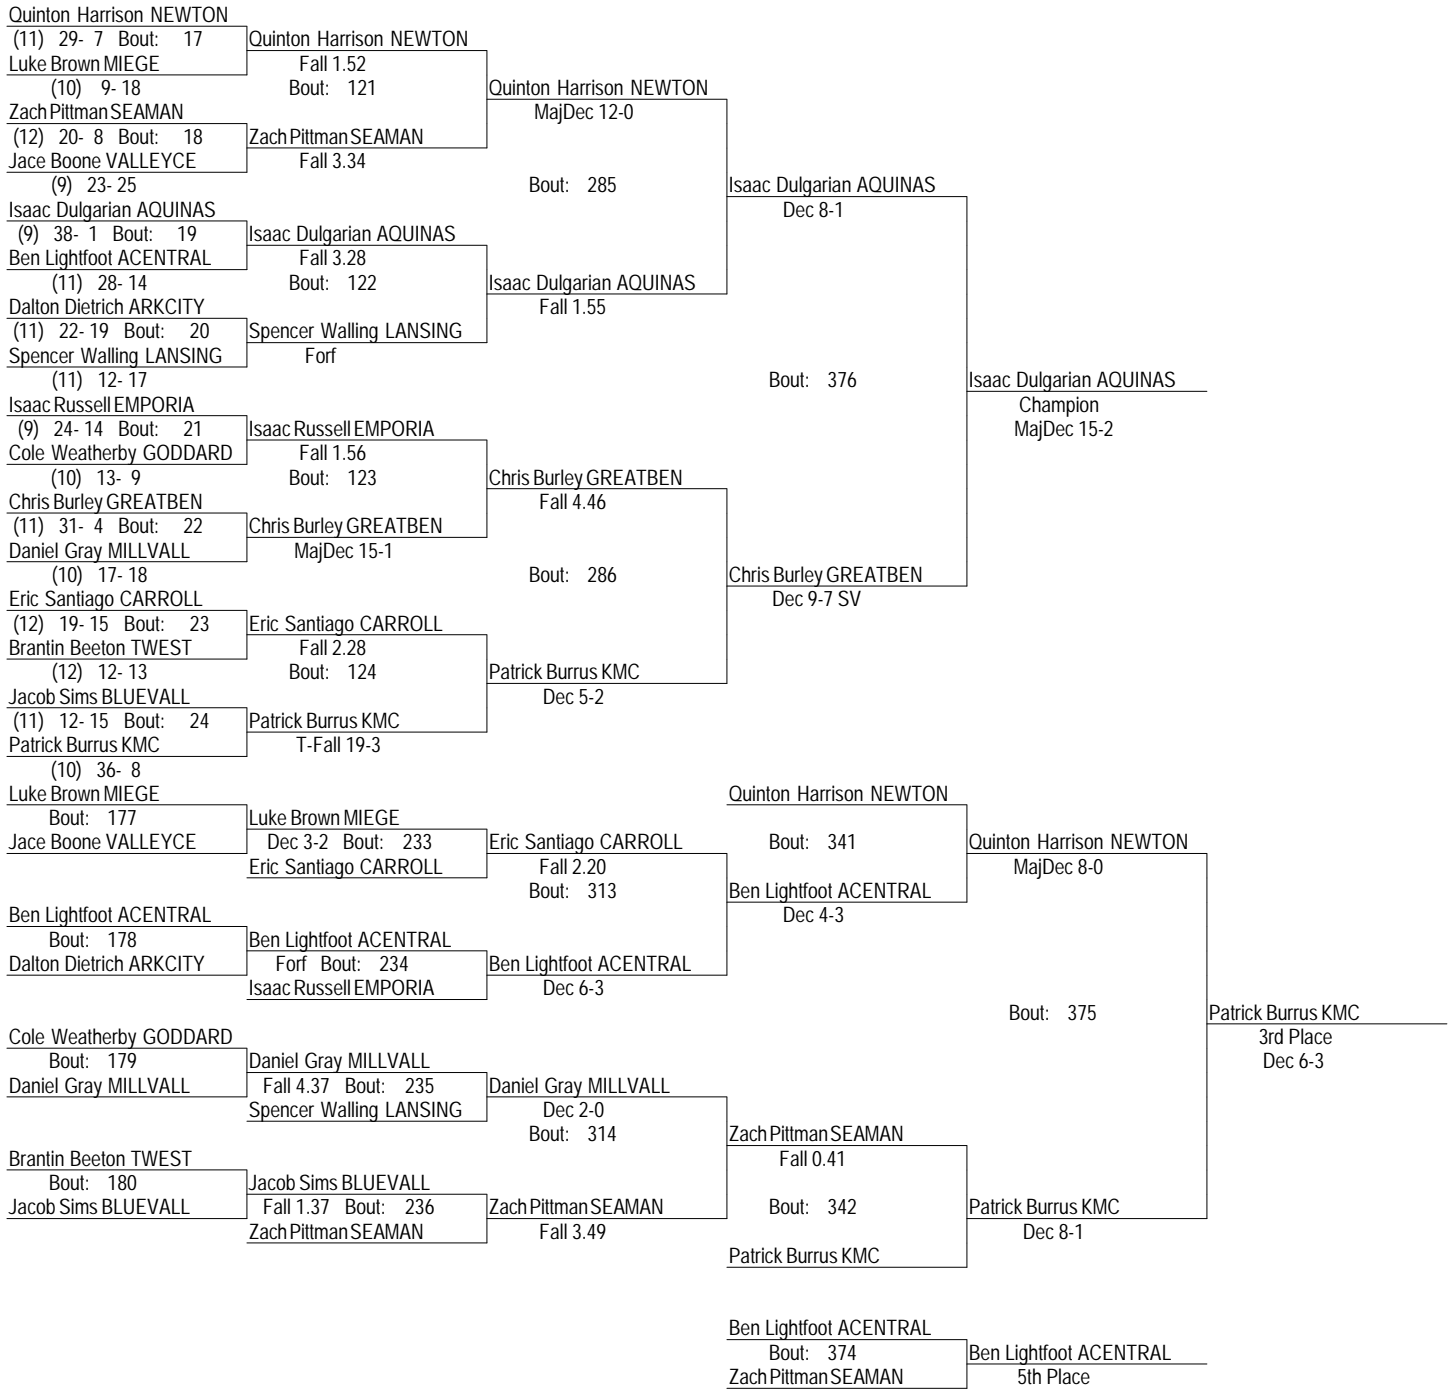 Quinton Harrison NEWTON
(11) 29- 7 Bout: 17 Quinton Harrison NEWTON
Luke Brown MIEGE Fall 1.52
(10) 9- 18 Bout: 121 Quinton Harrison NEWTON
Zach Pittman SEAMAN MajDec 12-0
(12) 20- 8 Bout: 18 Zach Pittman SEAMAN
Jace Boone VALLEYCE Fall 3.34
(9) 23- 25 Bout: 285 Isaac Dulgarian AQUINAS
Isaac Dulgarian AQUINAS Dec 8-1
(9) 38- 1 Bout: 19 Isaac Dulgarian AQUINAS
Ben Lightfoot ACENTRAL Fall 3.28
(11) 28- 14 Bout: 122 Isaac Dulgarian AQUINAS
Dalton Dietrich ARKCITY Fall 1.55
(11) 22- 19 Bout: 20 Spencer Walling LANSING
Spencer Walling LANSING Forf
(11) 12- 17 Bout: 376 Isaac Dulgarian AQUINAS
Isaac Russell EMPORIA Champion
(9) 24- 14 Bout: 21 Isaac Russell EMPORIA MajDec 15-2
Cole Weatherby GODDARD Fall 1.56
(10) 13- 9 Bout: 123 Chris Burley GREATBEN
Chris Burley GREATBEN Fall 4.46
(11) 31- 4 Bout: 22 Chris Burley GREATBEN
Daniel Gray MILLVALL MajDec 15-1
(10) 17- 18 Bout: 286 Chris Burley GREATBEN
Eric Santiago CARROLL Dec 9-7 SV
(12) 19- 15 Bout: 23 Eric Santiago CARROLL
Brantin Beeton TWEST Fall 2.28
(12) 12- 13 Bout: 124 Patrick Burrus KMC
Jacob Sims BLUEVALL Dec 5-2
(11) 12- 15 Bout: 24 Patrick Burrus KMC
Patrick Burrus KMC T-Fall 19-3
(10) 36- 8
Luke Brown MIEGE Quinton Harrison NEWTON
Bout: 177 Luke Brown MIEGE
Jace Boone VALLEYCE Dec 3-2 Bout: 233 Eric Santiago CARROLL Bout: 341 Quinton Harrison NEWTON
Eric Santiago CARROLL Fall 2.20 MajDec 8-0
Bout: 313 Ben Lightfoot ACENTRAL
Ben Lightfoot ACENTRAL Dec 4-3
Bout: 178 Ben Lightfoot ACENTRAL
Dalton Dietrich ARKCITY Forf Bout: 234 Ben Lightfoot ACENTRAL
Isaac Russell EMPORIA Dec 6-3
Bout: 375 Patrick Burrus KMC
Cole Weatherby GODDARD 3rd Place
Bout: 179 Daniel Gray MILLVALL Dec 6-3
Daniel Gray MILLVALL Fall 4.37 Bout: 235 Daniel Gray MILLVALL
Spencer Walling LANSING Dec 2-0
Bout: 314 Zach Pittman SEAMAN
Brantin Beeton TWEST Fall 0.41
Bout: 180 Jacob Sims BLUEVALL
Jacob Sims BLUEVALL Fall 1.37 Bout: 236 Zach Pittman SEAMAN Bout: 342 Patrick Burrus KMC
Zach Pittman SEAMAN Fall 3.49 Dec 8-1
Patrick Burrus KMC
Ben Lightfoot ACENTRAL
Bout: 374 Ben Lightfoot ACENTRAL
Zach Pittman SEAMAN 5th Place